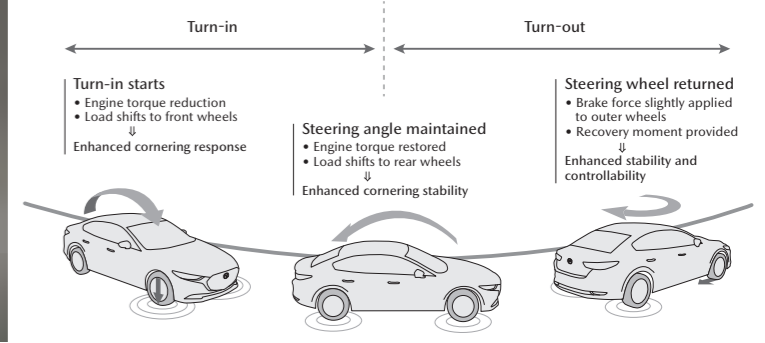 Turn-in
Turn-out
Turn-in starts
• Engine torque reduction
• Load shifts to front wheels
⇓
Enhanced cornering response
Steering angle maintained
• Engine torque restored
• Load shifts to rear wheels
⇓
Enhanced cornering stability
Steering wheel returned
• Brake force slightly applied
to outer wheels
• Recovery moment provided
⇓
Enhanced stability and
controllability